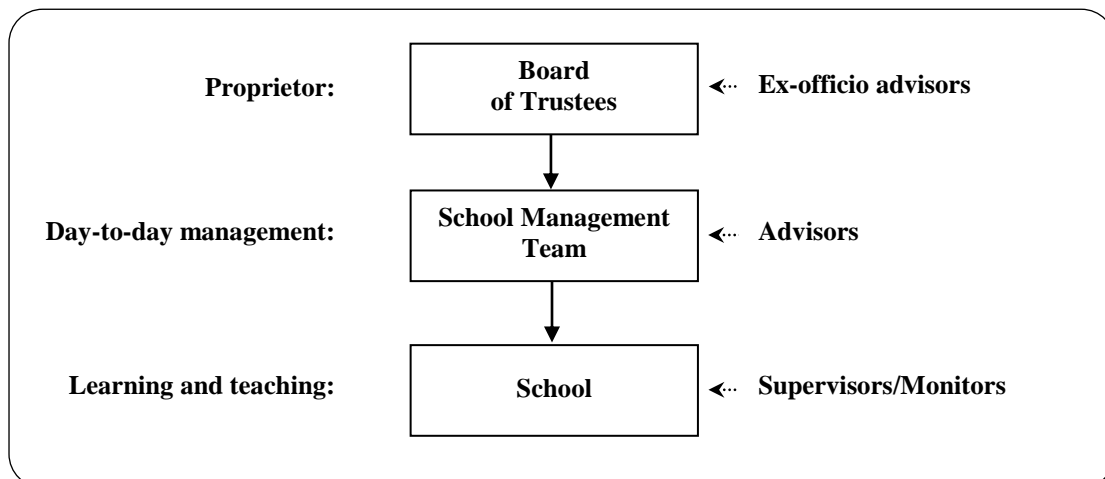 Proprietor:
Board
of Trustees
Ex-officio advisors
Day-to-day management:
School Management
Team
Advisors
Learning and teaching:
School
Supervisors/Monitors